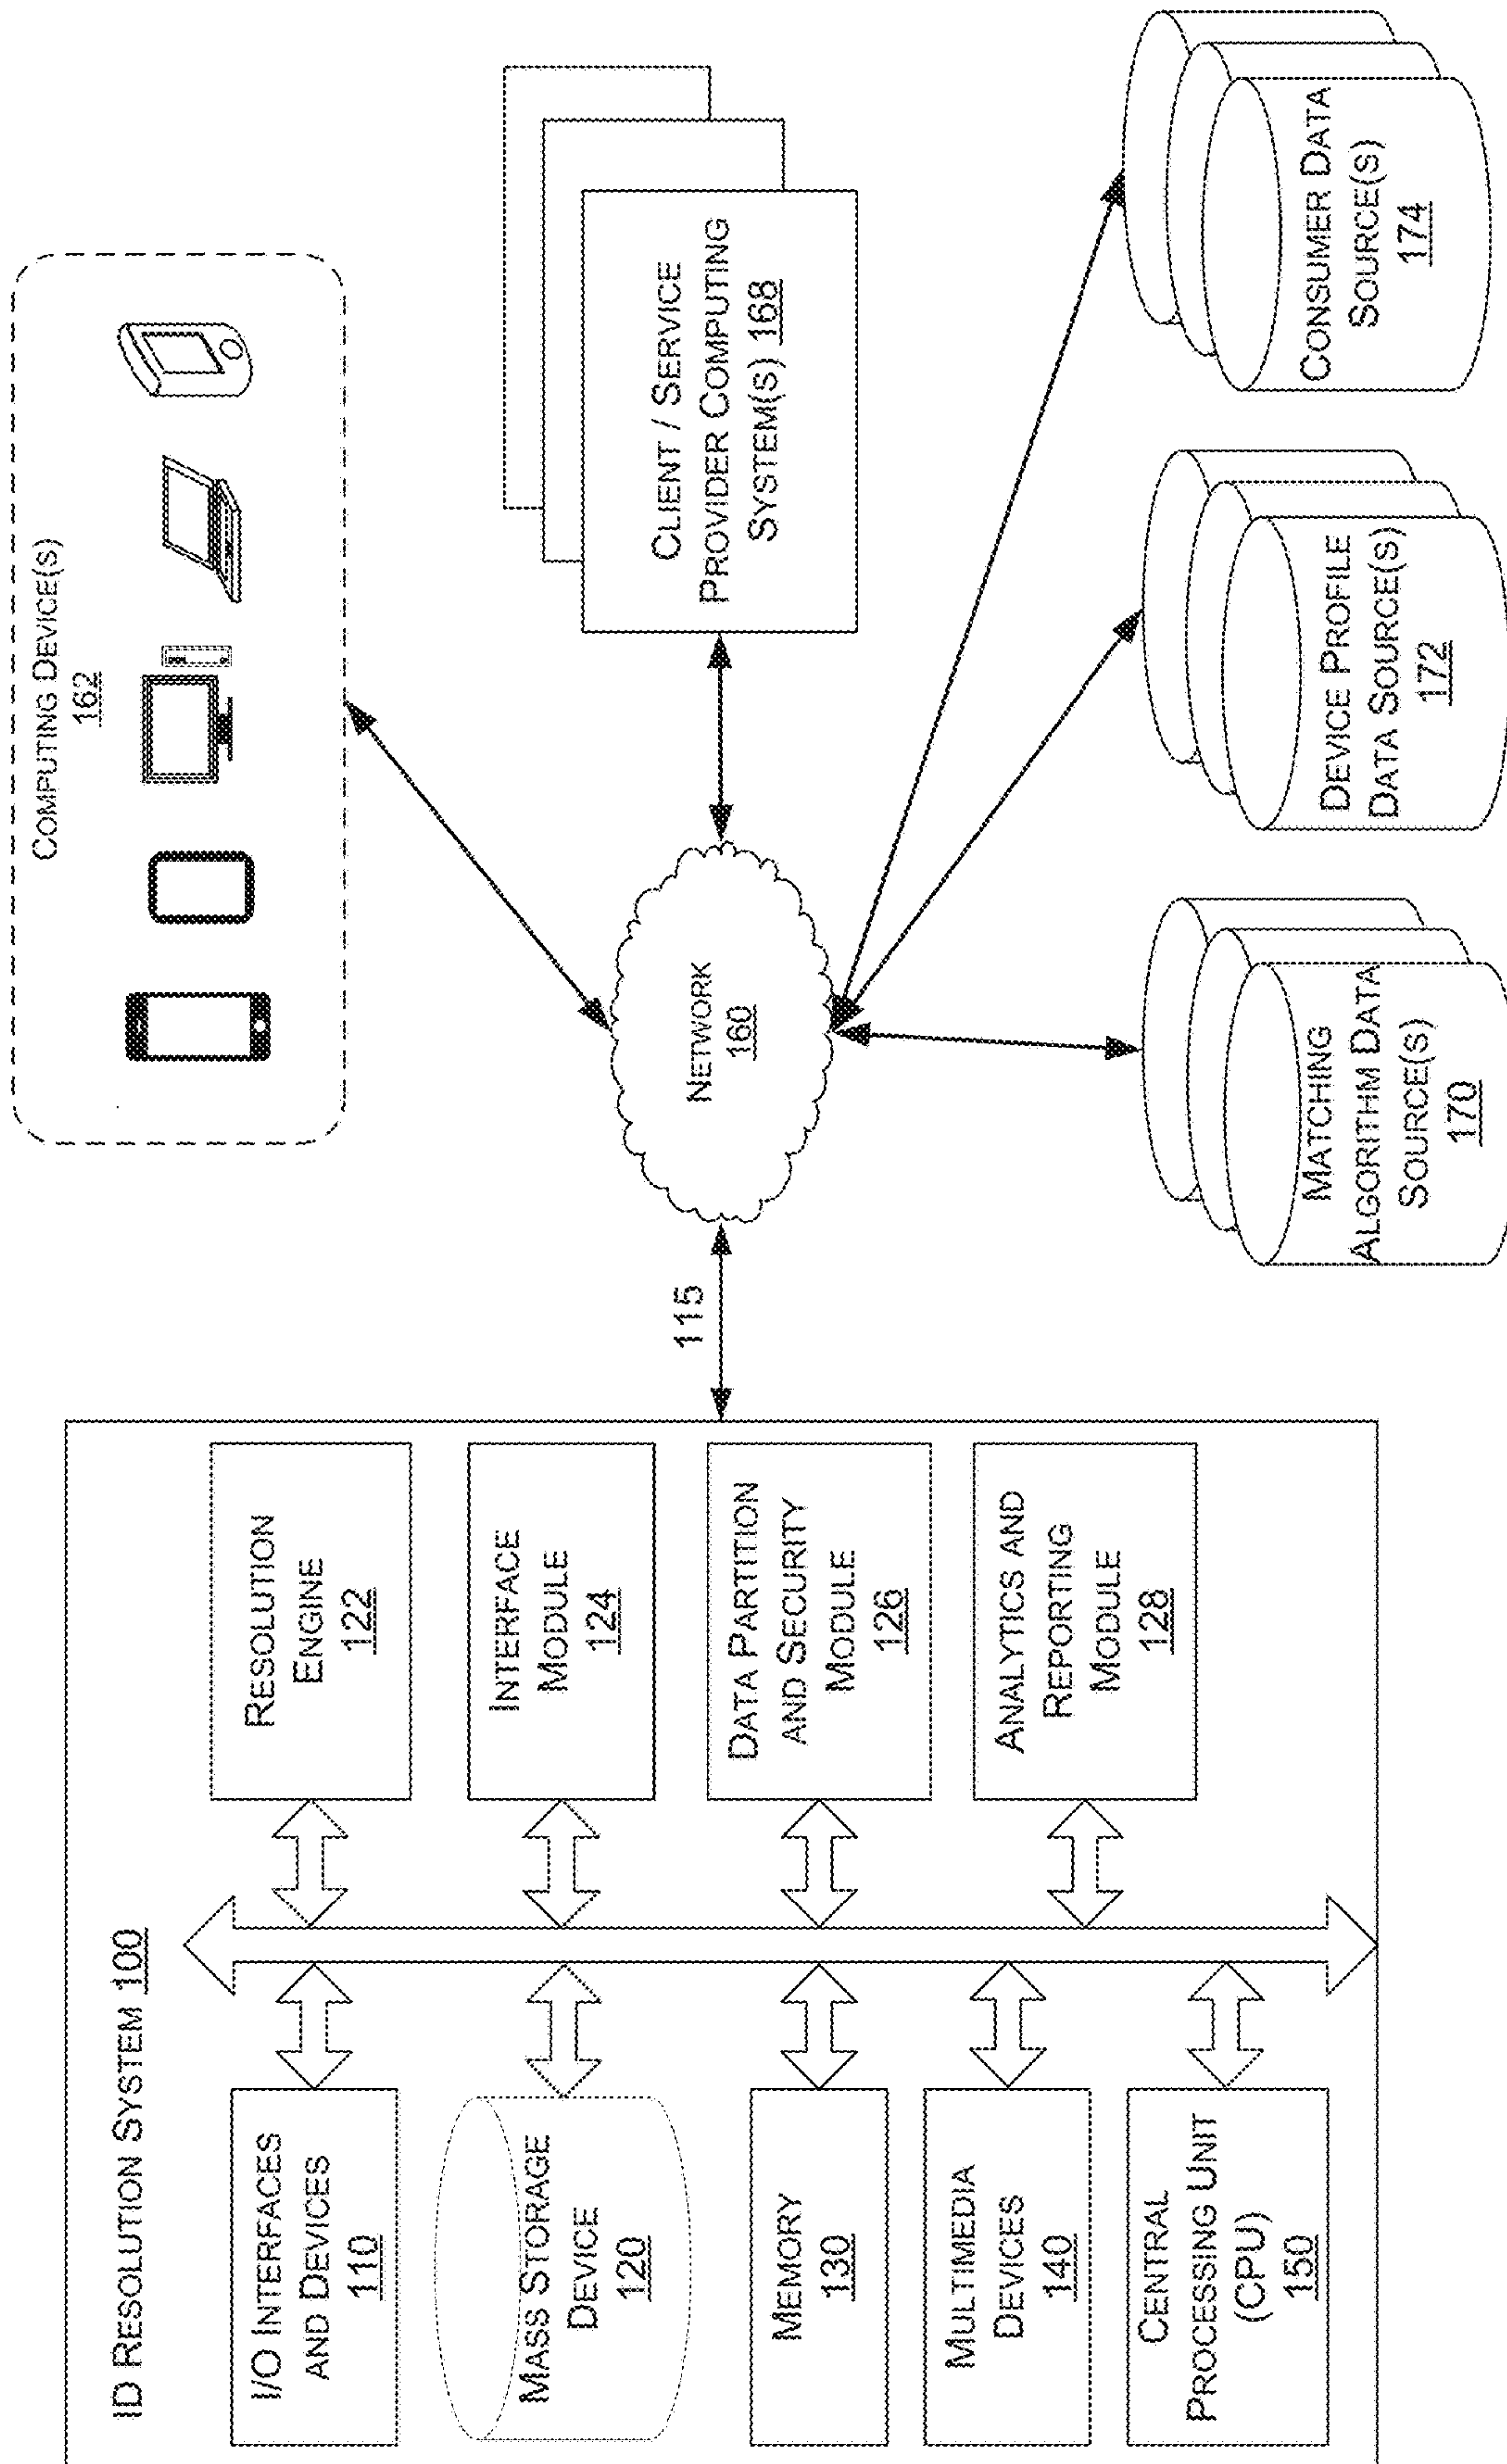 ID RESOLUTION SYSTEM 100
I/O INTERFACES
AND DEVICES
110
MASS STORAGE
DEVICE
120
MEMORY
130
MULTIMEDIA
DEVICES
140
CENTRAL
PROCESSING UNIT
(CPU)
150
RESOLUTION
ENGINE
122
INTERFACE
MODULE
124
DATA PARTITION
AND SECURITY
MODULE
126
ANALYTICS AND
REPORTING
MODULE
128
115
NETWORK
160
COMPUTING DEVICE(S)
162
CLIENT / SERVICE
PROVIDER COMPUTING
SYSTEM(S) 168
MATCHING
ALGORITHM DATA
SOURCE(S)
170
DEVICE PROFILE
DATA SOURCE(S)
172
CONSUMER DATA
SOURCE(S)
174